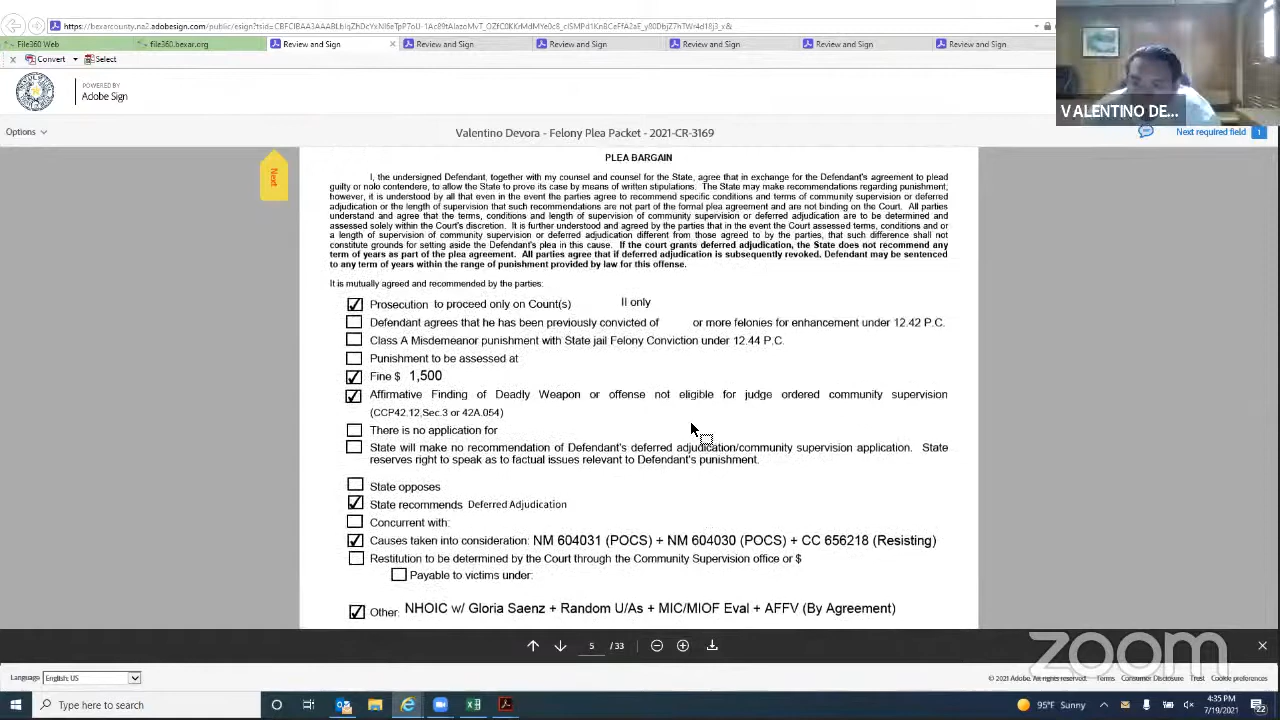 File360 Web
file360.bexar.org
Review and Sign
Review and Sign
Review and Sign
Review and Sign
Review and Sign
Review and Sign
Convert
Select
POWERED BY
Adobe Sign
VALENTINO DE...
Options
Valentino Devora - Felony Plea Packet - 2021-CR-3169
Next required field 1
Next
PLEA BARGAIN
I, the undersigned Defendant, together with my counsel and counsel for the State, agree that in exchange for the Defendant's agreement to plead
guilty or nolo contendere, to allow the State to prove its case by means of written stipulations. The State may make recommendations regarding punishment;
however, it is understood by all that even in the event the parties agree to recommend specific conditions and terms of community supervision or deferred
adjudication or the length of supervision that such recommendations are not part of the formal plea agreement and are not binding on the Court. All parties
understand and agree that the terms, conditions and length of supervision of community supervision or deferred adjudication are to be determined and
assessed solely within the Court's discretion. It is further understood and agreed by the parties that in the event the Court assessed terms, conditions and or
a length of supervision of community supervision or deferred adjudication differ from those agreed to by the parties, that such difference shall not
constitute grounds for setting aside the Defendant's plea in this cause. If the court grants deferred adjudication, the State does not recommend any
term of years as part of the plea agreement. All parties agree that if deferred adjudication is subsequently revoked. Defendant may be sentenced
to any term of years within the range of punishment provided by law for this offense.
It is mutually agreed and recommended by the parties:
Prosecution to proceed only on Count(s) II only
Defendant agrees that he has been previously convicted of or more felonies for enhancement under 12.42 P.C.
Class A Misdemeanor punishment with State jail Felony Conviction under 12.44 P.C.
Punishment to be assessed at
Fine $ 1,500
Affirmative Finding of Deadly Weapon or offense not eligible for judge ordered community supervision
(CCP42.12,Sec.3 or 42A.054)
There is no application for
State will make no recommendation of Defendant's deferred adjudication/community supervision application. State
reserves right to speak as to factual issues relevant to Defendant's punishment.
State opposes
State recommends Deferred Adjudication
Concurrent with:
Causes taken into consideration: NM 604031 (POCS) + NM 604030 (POCS) + CC 656218 (Resisting)
Restitution to be determined by the Court through the Community Supervision office or $
Payable to victims under:
Other: NHOIC w/ Gloria Saenz + Random U/As + MIC/MIOF Eval + AFFV (By Agreement)
5 / 33
zoom
Language English: US
© 2021 Adobe. All rights reserved. Terms Consumer Disclosure Trust Cookie preferences
Type here to search
95°F Sunny
4:35 PM
7/19/2021
22